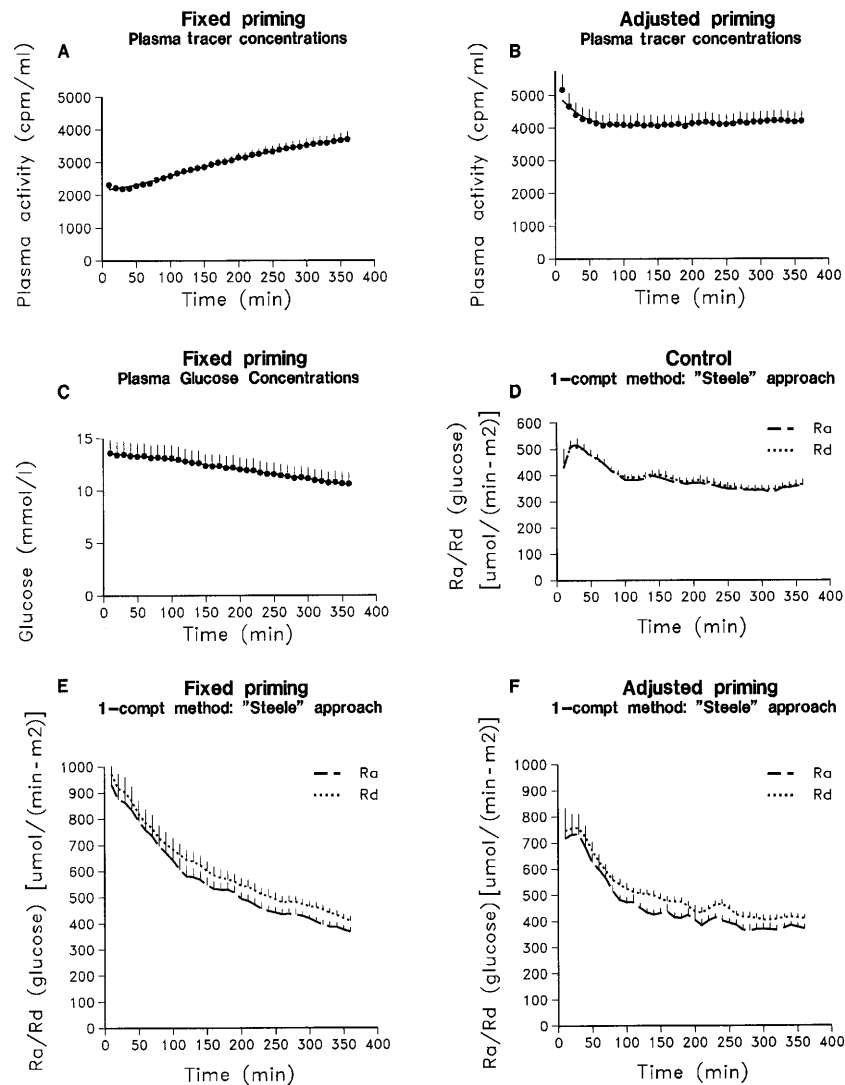 Fixed priming
Plasma tracer concentrations
A
Plasma activity (cpm/ml)
5000
4000
3000
2000
1000
0
0 50 100 150 200 250 300 350 400
Time (min)
Adjusted priming
Plasma tracer concentrations
B
Plasma activity (cpm/ml)
5000
4000
3000
2000
1000
0
0 50 100 150 200 250 300 350 400
Time (min)
Fixed priming
Plasma Glucose Concentrations
C
Glucose (mmol/l)
15
10
5
0
0 50 100 150 200 250 300 350 400
Time (min)
Control
1-compt method: "Steele" approach
D
Ra/Rd (glucose)
[umol/(min-m2)]
600
500
400
300
200
100
0
Ra
Rd
0 50 100 150 200 250 300 350 400
Time (min)
E
Fixed priming
1-compt method: "Steele" approach
Ra/Rd (glucose) [umol/(min-m2)]
1000
900
800
700
600
500
400
300
200
100
0
Ra
Rd
0 50 100 150 200 250 300 350 400
Time (min)
F
Adjusted priming
1-compt method: "Steele" approach
Ra/Rd (glucose) [umol/(min-m2)]
1000
900
800
700
600
500
400
300
200
100
0
Ra
Rd
0 50 100 150 200 250 300 350 400
Time (min)